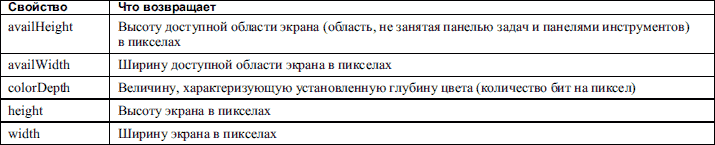 Свойство Что возвращает
availHeight Высоту доступной области экрана (область, не занятая панелью задач и панелями инструментов)
в пикселах
availWidth Ширину доступной области экрана в пикселах
colorDepth Величину, характеризующую установленную глубину цвета (количество бит на пиксел)
height Высоту экрана в пикселах
width Ширину экрана в пикселах